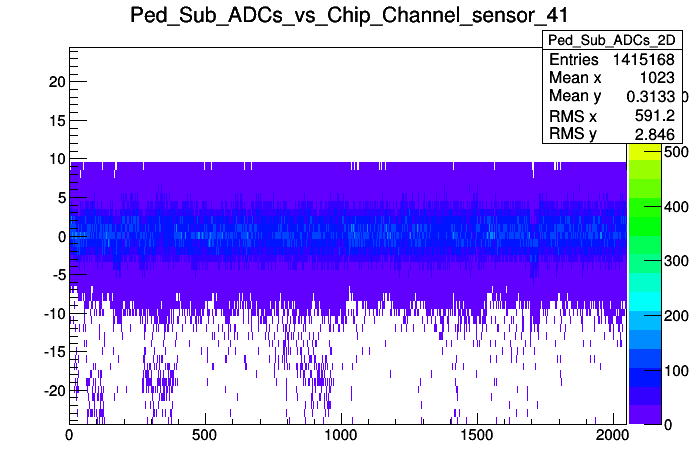 Ped_Sub_ADCs_vs_Chip_Channel_sensor_41
Ped_Sub_ADCs_2D
Entries 1415168
Mean x 1023
Mean y 0.3133
RMS x 591.2
RMS y 2.846
20
15
10
5
0
-5
-10
-15
-20
0 500 1000 1500 2000
0
500
400
300
200
100
0